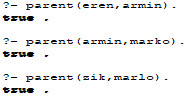 ?- parent(eren,armin).
true .
?- parent(armin,marko).
true .
?- parent(zik,marlo).
true .